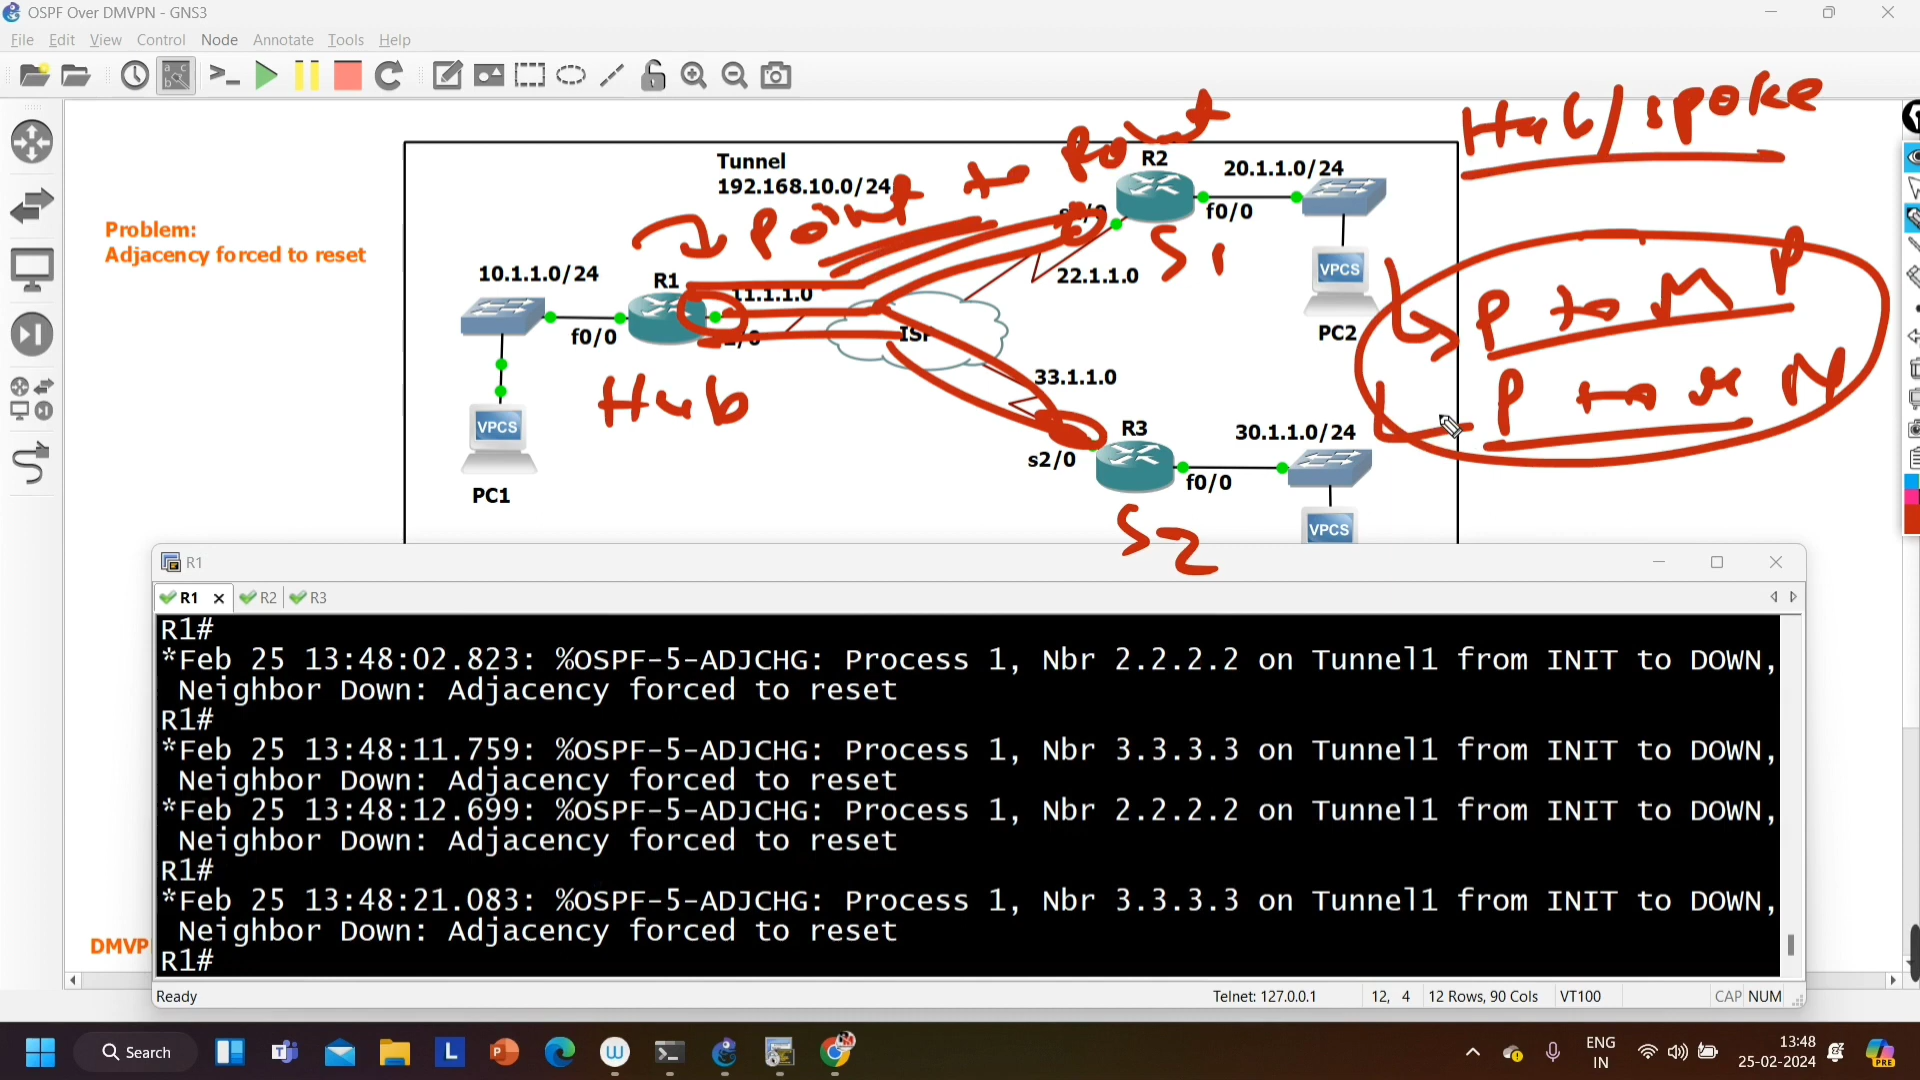 OSPF Over DMVPN - GNS3
File Edit View Control Node Annotate Tools Help
Hub/spoke
Point to Point
Tunnel
192.168.10.0/24
R2
20.1.1.0/24
f0/0
S1
Problem:
Adjacency forced to reset
10.1.1.0/24
R1
11.1.1.0
22.1.1.0
VPCS
P to M P
f0/0
ISP
PC2
Hub
33.1.1.0
P to M
VPCS
R3
30.1.1.0/24
s2/0
f0/0
PC1
S2
VPCS
R1
R1 R2 R3
R1#
*Feb 25 13:48:02.823: %OSPF-5-ADJCHG: Process 1, Nbr 2.2.2.2 on Tunnel1 from INIT to DOWN,
Neighbor Down: Adjacency forced to reset
R1#
*Feb 25 13:48:11.759: %OSPF-5-ADJCHG: Process 1, Nbr 3.3.3.3 on Tunnel1 from INIT to DOWN,
Neighbor Down: Adjacency forced to reset
*Feb 25 13:48:12.699: %OSPF-5-ADJCHG: Process 1, Nbr 2.2.2.2 on Tunnel1 from INIT to DOWN,
Neighbor Down: Adjacency forced to reset
R1#
*Feb 25 13:48:21.083: %OSPF-5-ADJCHG: Process 1, Nbr 3.3.3.3 on Tunnel1 from INIT to DOWN,
Neighbor Down: Adjacency forced to reset
R1#
DMVP
Ready
Telnet: 127.0.0.1 12, 4 12 Rows, 90 Cols VT100 CAP NUM
Search
ENG
IN
13:48
25-02-2024